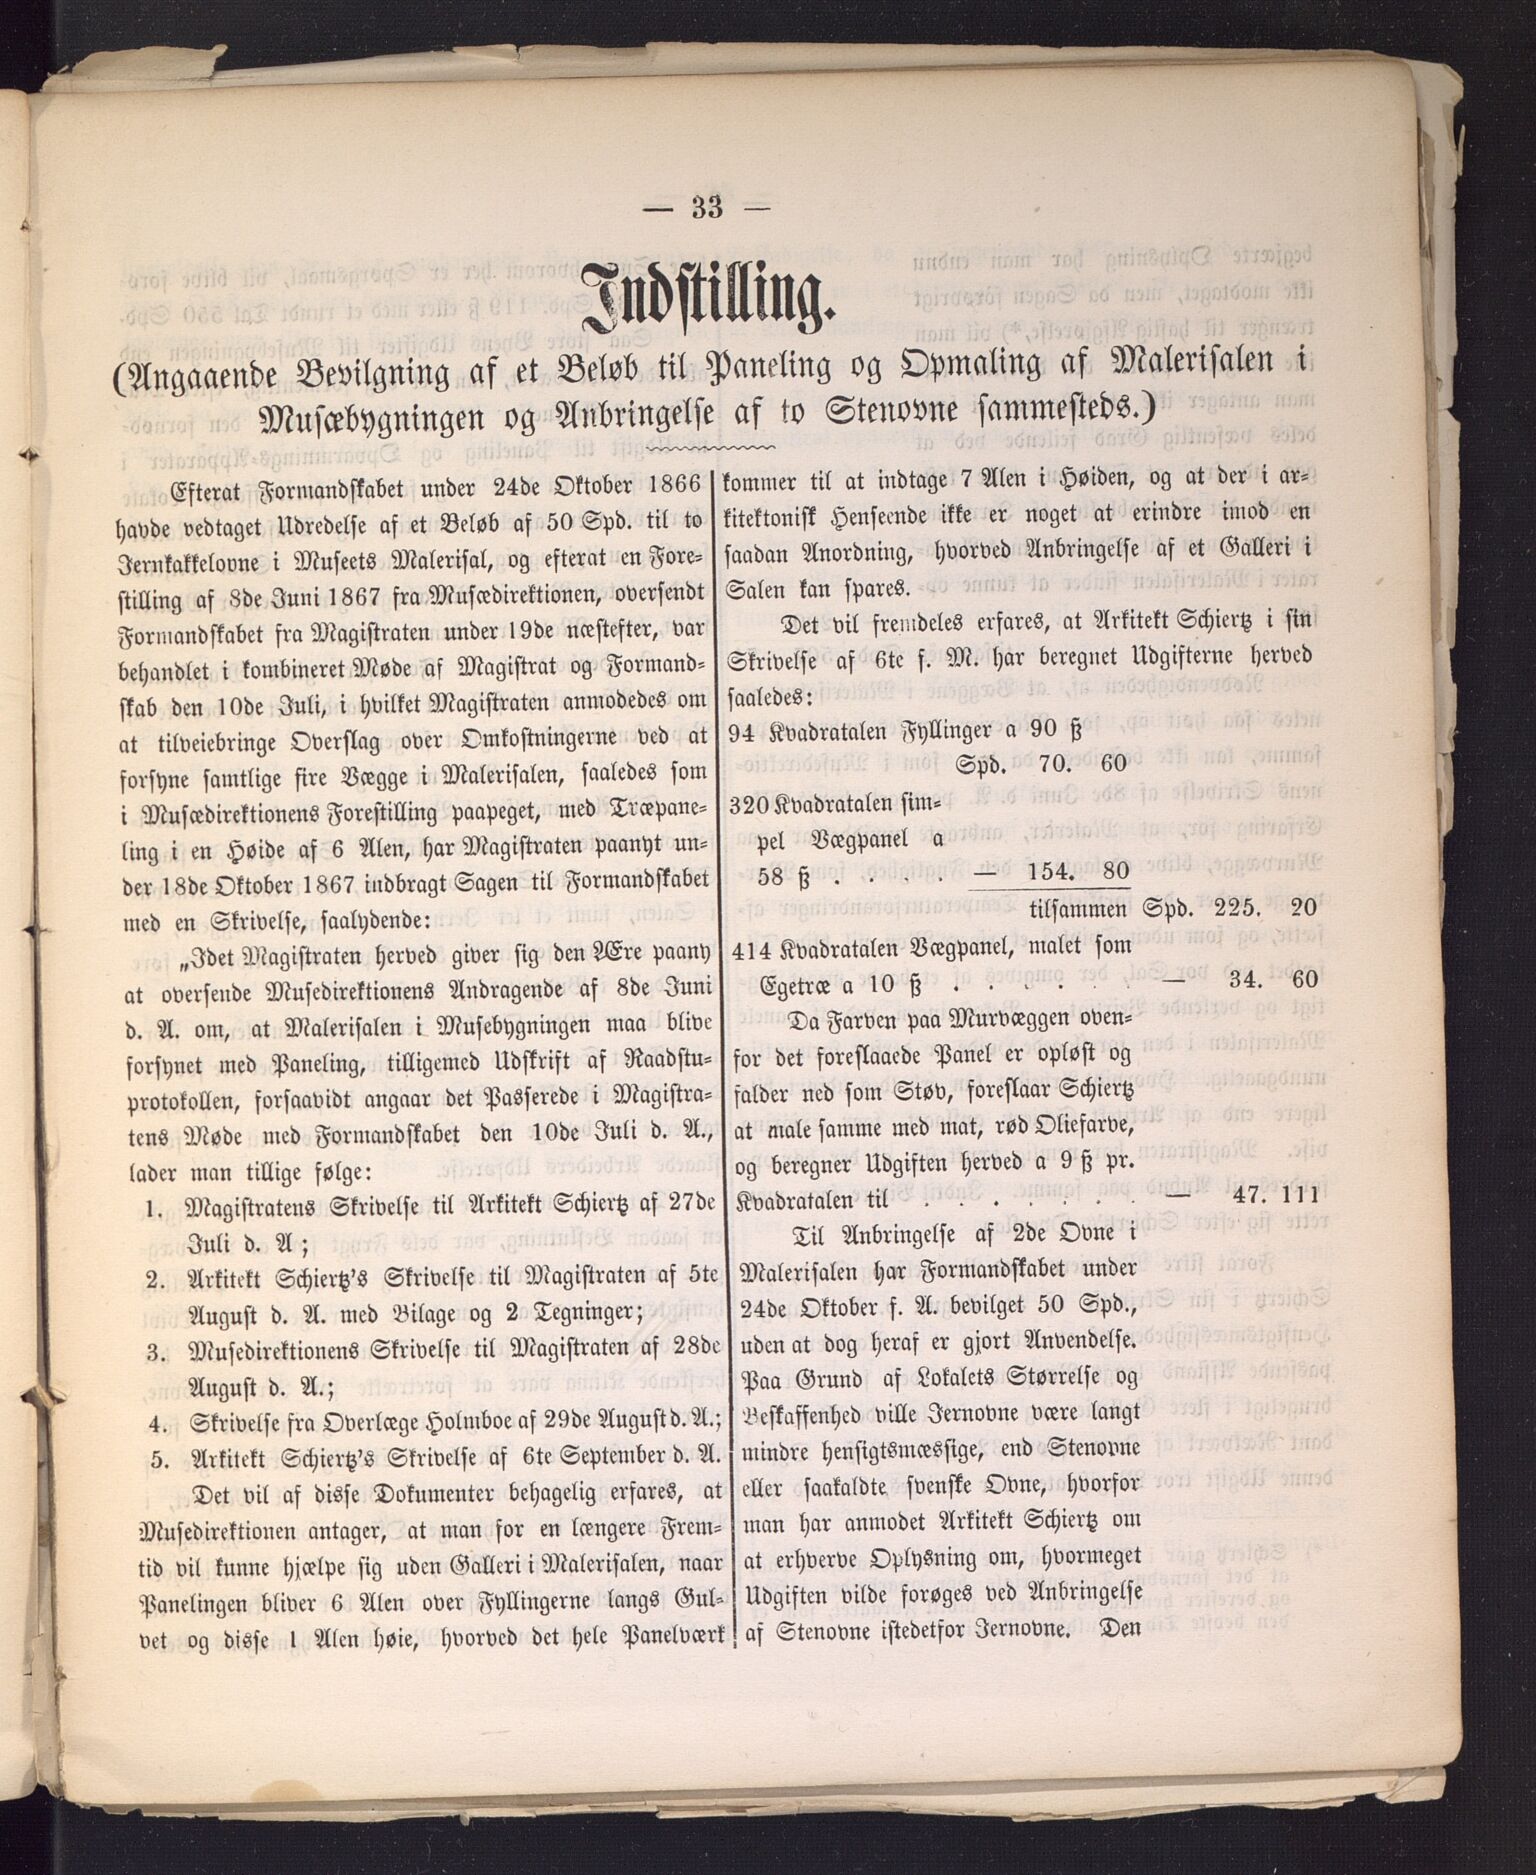 — 33 —
Indstilling.
(Angaaende Bevilgning af et Beløb til Paneling og Opmaling af Malerisalen i
Musæbygningen og Anbringelse af to Stenovne sammesteds.)
Efterat Formandskabet under 24de Oktober 1866
havde vedtaget Udredelse af et Beløb af 50 Spd. til to
Jernkakkelovne i Museets Malerisal, og efterat en Fore-
stilling af 8de Juni 1867 fra Musædirektionen, oversendt
Formandskabet fra Magistraten under 19de næstefter, var
behandlet i kombineret Møde af Magistrat og Formand-
skab den 10de Juli, i hvilket Magistraten anmodedes om
at tilveiebringe Overslag over Omkostningerne ved at
forsyne samtlige fire Vægge i Malerisalen, saaledes som
i Musædirektionens Forestilling paapeget, med Træpane-
ling i en Høide af 6 Alen, har Magistraten paanyt un-
der 18de Oktober 1867 indbragt Sagen til Formandskabet
med en Skrivelse, saalydende:
„Idet Magistraten herved giver sig den Ære paany
at oversende Musedirektionens Andragende af 8de Juni
d. A. om, at Malerisalen i Musebygningen maa blive
forsynet med Paneling, tilligemed Udskrift af Raadstu-
protokollen, forsaavidt angaar det Passerede i Magistra-
tens Møde med Formandskabet den 10de Juli d. A.,
lader man tillige følge:
1. Magistratens Skrivelse til Arkitekt Schiertz af 27de
Juli d. A;
2. Arkitekt Schiertz's Skrivelse til Magistraten af 5te
August d. A. med Bilage og 2 Tegninger;
3. Musedirektionens Skrivelse til Magistraten af 28de
August d. A.;
4. Skrivelse fra Overlæge Holmboe af 29de August d. A.;
5. Arkitekt Schiertz's Skrivelse af 6te September d. A.
Det vil af disse Dokumenter behagelig erfares, at
Musedirektionen antager, at man for en længere Frem-
tid vil kunne hjælpe sig uden Galleri i Malerisalen, naar
Panelingen bliver 6 Alen over Fyllingerne langs Gul-
vet og disse 1 Alen høie, hvorved det hele Panelværk
kommer til at indtage 7 Alen i Høiden, og at der i ar-
kitektonisk Henseende ikke er noget at erindre imod en
saadan Anordning, hvorved Anbringelse af et Galleri i
Salen kan spares.
Det vil fremdeles erfares, at Arkitekt Schiertz i sin
Skrivelse af 6te f. M. har beregnet Udgifterne herved
saaledes:
94 Kvadratalen Fyllinger a 90 ß
Spd. 70. 60
320 Kvadratalen sim-
pel Vægpanel a
58 ß . . . . — 154. 80
tilsammen Spd. 225. 20
414 Kvadratalen Vægpanel, malet som
Egetræ a 10 ß . . . . . . — 34. 60
Da Farven paa Murvæggen oven-
for det foreslaaede Panel er opløst og
falder ned som Støv, foreslaar Schiertz
at male samme med mat, rød Oliefarve,
og beregner Udgiften herved a 9 ß pr.
Kvadratalen til . . . . . . . — 47. 111
Til Anbringelse af 2de Ovne i
Malerisalen har Formandskabet under
24de Oktober f. A. bevilget 50 Spd.,
uden at dog heraf er gjort Anvendelse.
Paa Grund af Lokalets Størrelse og
Beskaffenhed ville Jernovne være langt
mindre hensigtsmæssige, end Stenovne
eller saakaldte svenske Ovne, hvorfor
man har anmodet Arkitekt Schiertz om
at erhverve Oplysning om, hvormeget
Udgiften vilde forøges ved Anbringelse
af Stenovne istedetfor Jernovne. Den